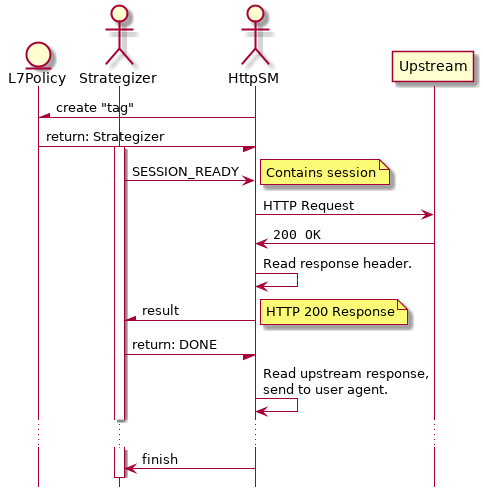 L7Policy
Strategizer
HttpSM
Upstream
create "tag"
return: Strategizer
SESSION_READY
Contains session
HTTP Request
200 OK
Read response header.
result
HTTP 200 Response
return: DONE
Read upstream response,
send to user agent.
finish